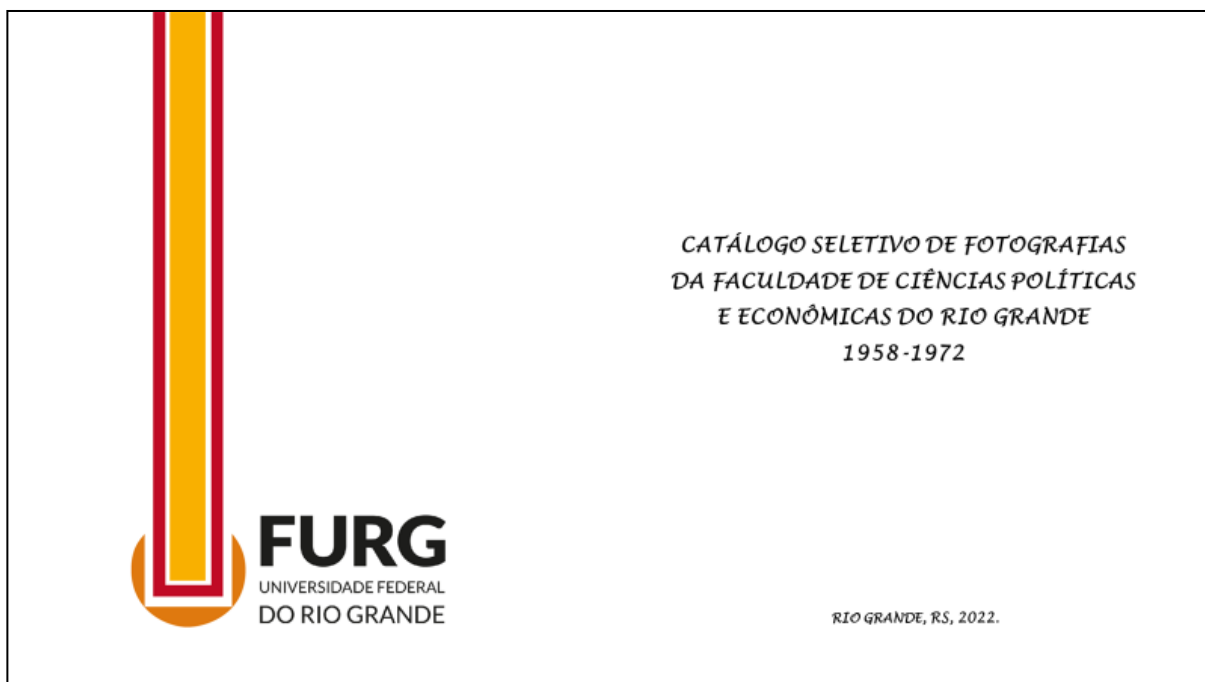 CATÁLOGO SELETIVO DE FOTOGRAFIAS
DA FACULDADE DE CIÊNCIAS POLÍTICAS
E ECONÔMICAS DO RIO GRANDE
1958-1972
FURG
UNIVERSIDADE FEDERAL
DO RIO GRANDE
RIO GRANDE, RS, 2022.